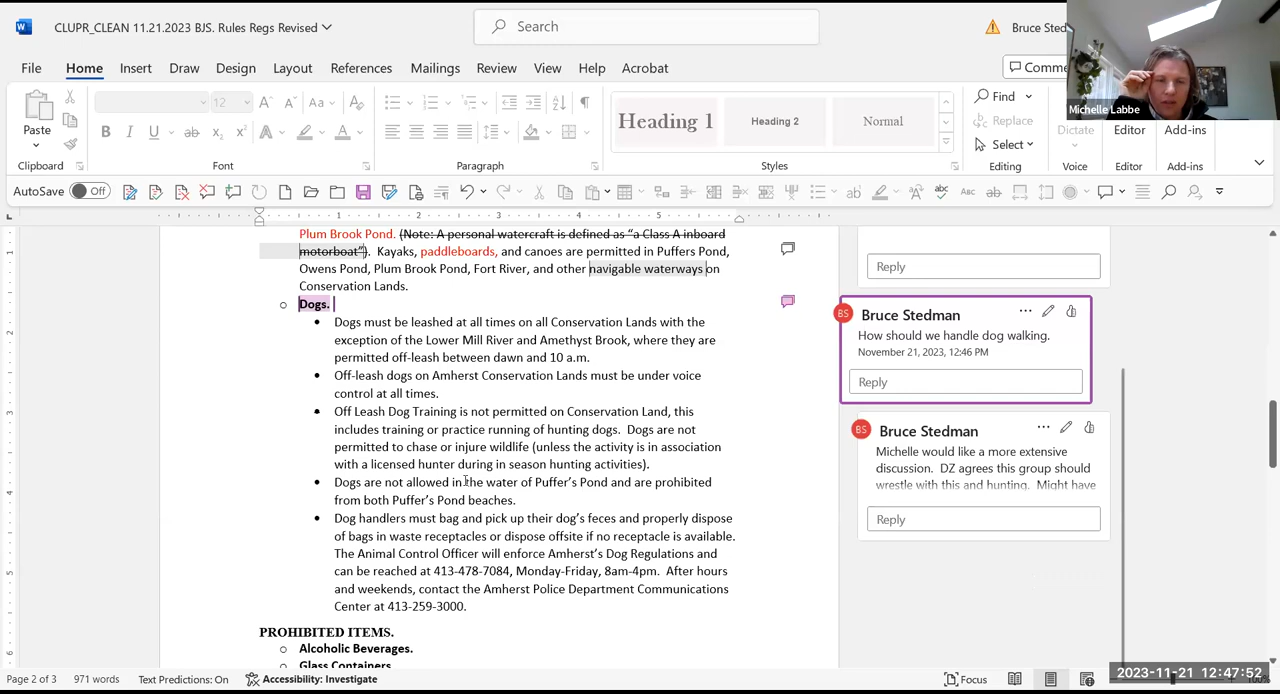 CLUPR_CLEAN 11.21.2023 BJS. Rules Regs Revised
Search
Bruce Sted
File Home Insert Draw Design Layout References Mailings Review View Help Acrobat
Comme
Michelle Labbe
Paste
12
Aa
Heading 1
Heading 2
Normal
Find
Replace
Select
Dictate
Editor
Add-ins
Clipboard
Font
Paragraph
Styles
Editing
Voice
Editor
Add-ins
AutoSave Off
1 2 3 4 5
Plum Brook Pond. (Note: A personal watercraft is defined as “a Class A inboard
motorboat”). Kayaks, paddleboards, and canoes are permitted in Puffers Pond,
Owens Pond, Plum Brook Pond, Fort River, and other navigable waterways on
Conservation Lands.
o Dogs.
• Dogs must be leashed at all times on all Conservation Lands with the
exception of the Lower Mill River and Amethyst Brook, where they are
permitted off-leash between dawn and 10 a.m.
• Off-leash dogs on Amherst Conservation Lands must be under voice
control at all times.
• Off Leash Dog Training is not permitted on Conservation Land, this
includes training or practice running of hunting dogs. Dogs are not
permitted to chase or injure wildlife (unless the activity is in association
with a licensed hunter during in season hunting activities).
• Dogs are not allowed in the water of Puffer’s Pond and are prohibited
from both Puffer’s Pond beaches.
• Dog handlers must bag and pick up their dog’s feces and properly dispose
of bags in waste receptacles or dispose offsite if no receptacle is available.
The Animal Control Officer will enforce Amherst’s Dog Regulations and
can be reached at 413-478-7084, Monday-Friday, 8am-4pm. After hours
and weekends, contact the Amherst Police Department Communications
Center at 413-259-3000.
PROHIBITED ITEMS.
o Alcoholic Beverages.
o Glass Containers
Reply
BS Bruce Stedman
How should we handle dog walking.
November 21, 2023, 12:46 PM
Reply
BS Bruce Stedman
Michelle would like a more extensive
discussion. DZ agrees this group should
wrestle with this and hunting. Might have
Reply
Page 2 of 3 971 words Text Predictions: On Accessibility: Investigate
Focus
2023-11-21 12:47:52